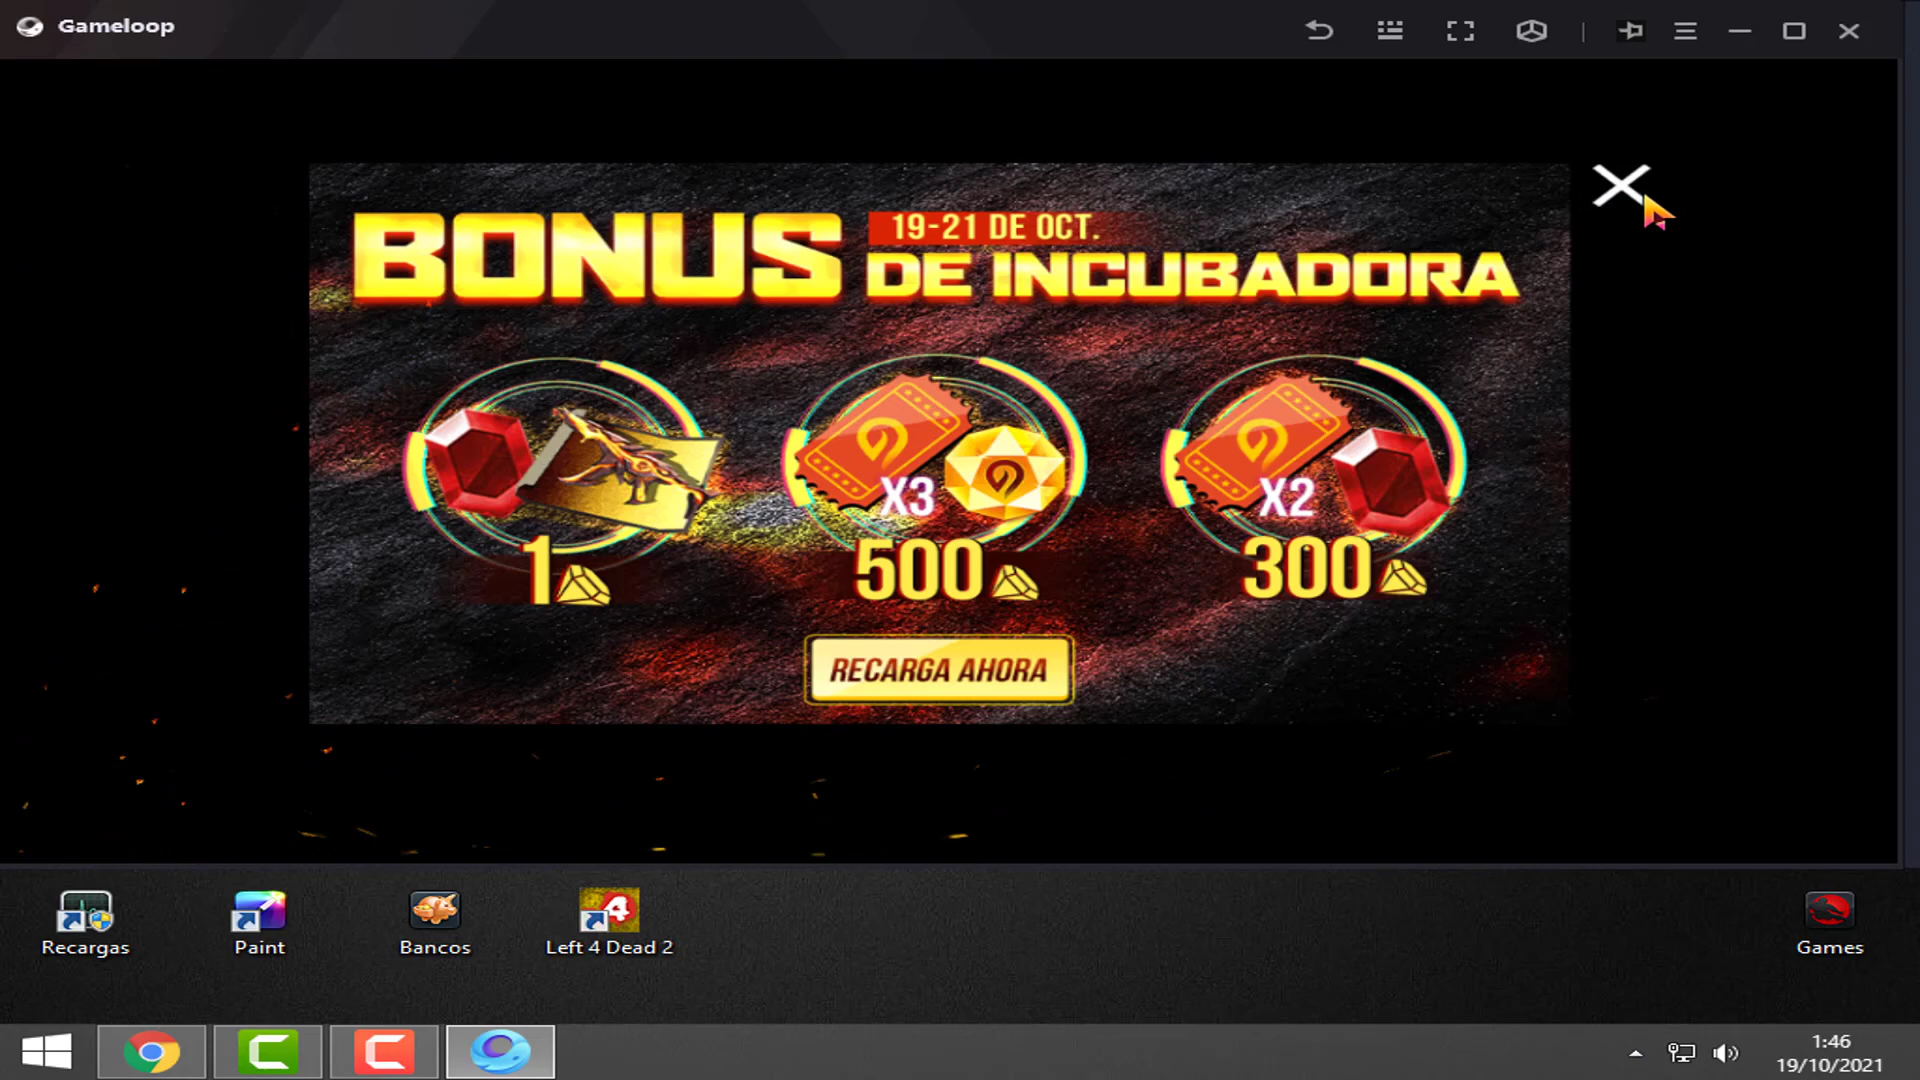 Gameloop
BONUS
19-21 DE OCT.
DE INCUBADORA
X3
X2
1
500
300
RECARGA AHORA
Recargas
Paint
Bancos
4
Left 4 Dead 2
Games
1:46
19/10/2021